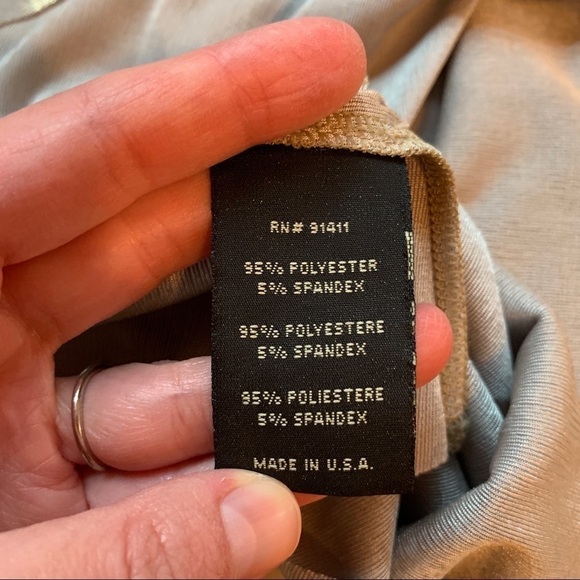 RN# 91411
95% POLYESTER
5% SPANDEX
95% POLYESTERE
5% SPANDEX
95% POLIESTERE
5% SPANDEX
MADE IN U.S.A.